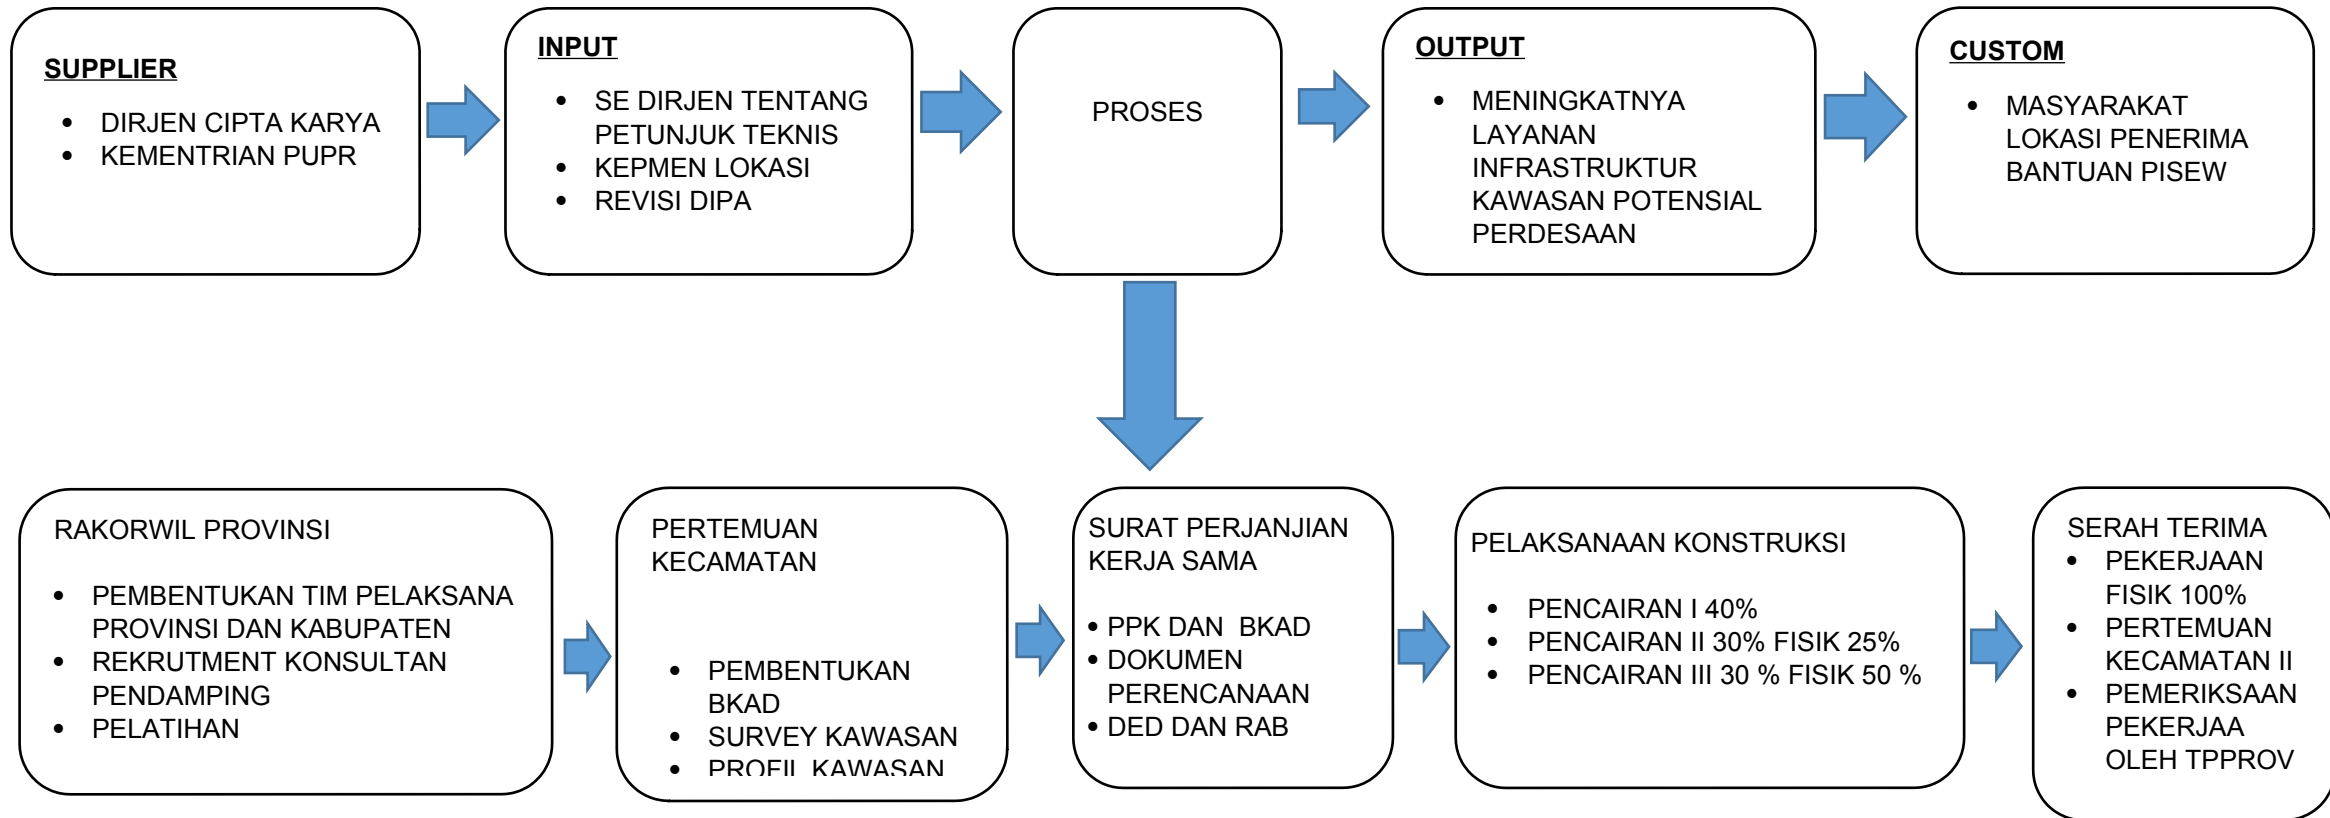 SUPPLIER
• DIRJEN CIPTA KARYA
• KEMENTRIAN PUPR
INPUT
• SE DIRJEN TENTANG
PETUNJUK TEKNIS
• KEPMEN LOKASI
• REVISI DIPA
PROSES
OUTPUT
• MENINGKATNYA
LAYANAN
INFRASTRUKTUR
KAWASAN POTENSIAL
PERDESAAN
CUSTOM
• MASYARAKAT
LOKASI PENERIMA
BANTUAN PISEW
RAKORWIL PROVINSI
• PEMBENTUKAN TIM PELAKSANA
PROVINSI DAN KABUPATEN
• REKRUTMENT KONSULTAN
PENDAMPING
• PELATIHAN
PERTEMUAN
KECAMATAN
• PEMBENTUKAN
BKAD
• SURVEY KAWASAN
• PROFIL KAWASAN
SURAT PERJANJIAN
KERJA SAMA
• PPK DAN BKAD
• DOKUMEN
PERENCANAAN
• DED DAN RAB
PELAKSANAAN KONSTRUKSI
• PENCAIRAN I 40%
• PENCAIRAN II 30% FISIK 25%
• PENCAIRAN III 30 % FISIK 50 %
SERAH TERIMA
• PEKERJAAN
FISIK 100%
• PERTEMUAN
KECAMATAN II
• PEMERIKSAAN
PEKERJAA
OLEH TPPROV